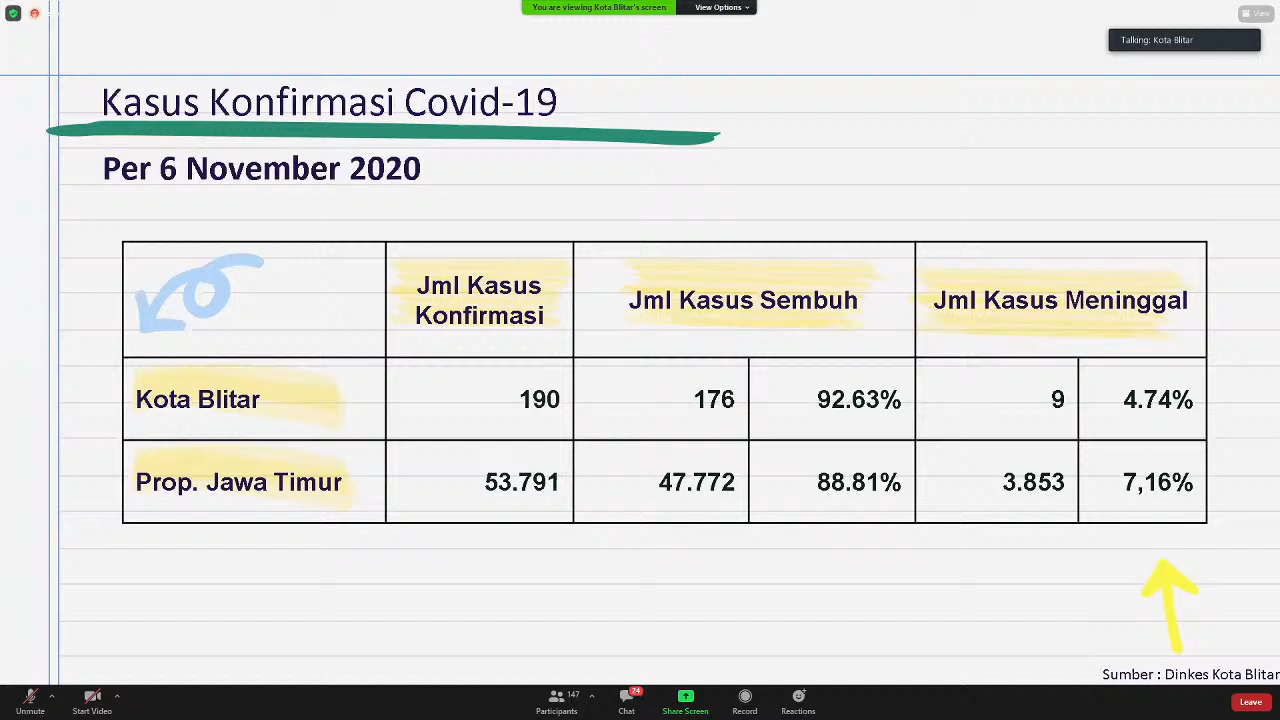 You are viewing Kota Blitar's screen
View Options
View
Talking: Kota Blitar
Kasus Konfirmasi Covid-19
Per 6 November 2020
Jml Kasus Konfirmasi
Jml Kasus Sembuh
Jml Kasus Meninggal
Kota Blitar 190 176 92.63% 9 4.74%
Prop. Jawa Timur 53.791 47.772 88.81% 3.853 7,16%
Sumber : Dinkes Kota Blitar
Unmute
Start Video
147
Participants
24
Chat
Share Screen
Record
Reactions
Leave